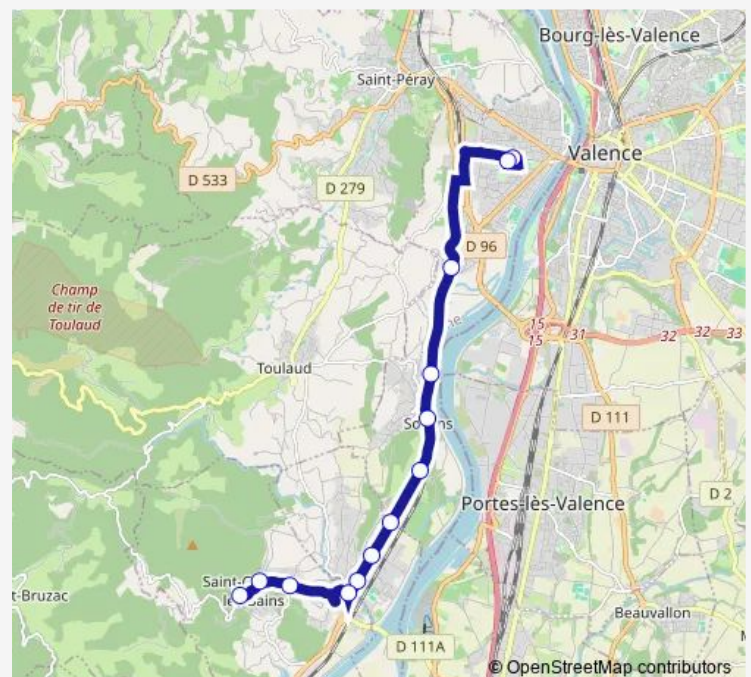 Bourg-lès-Valence
Saint-Péray
Valence
D 533
D 279
D 96
Champ
de tir de
Toulaud
15
15
31
32
32
33
Toulaud
D 111
D 2
Portes-lès-Valence
t-Bruzac
Beauvallon
D 111A
© OpenStreetMap contributors